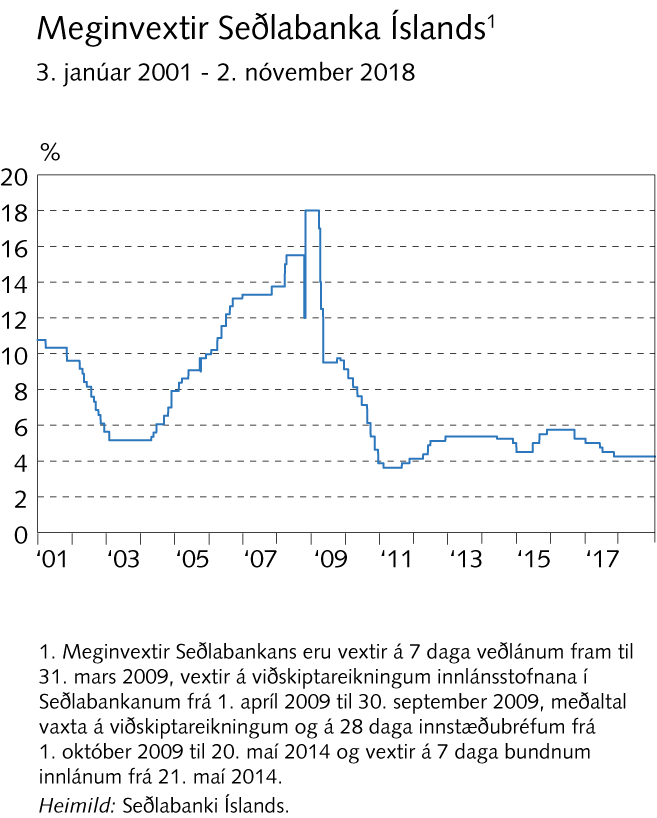 Meginvextir Seðlabanka Íslands¹
3. janúar 2001 - 2. nóvember 2018
%
20
18
16
14
12
10
8
6
4
2
0
‘01 ‘03 ‘05 ‘07 ‘09 ‘11 ‘13 ‘15 ‘17
1. Meginvextir Seðlabankans eru vextir á 7 daga veðlánum fram til
31. mars 2009, vextir á viðskiptareikningum innlánsstofnana í
Seðlabankanum frá 1. apríl 2009 til 30. september 2009, meðaltal
vaxta á viðskiptareikningum og á 28 daga innstæðubréfum frá
1. október 2009 til 20. maí 2014 og vextir á 7 daga bundnum
innlánum frá 21. maí 2014.
Heimild: Seðlabanki Íslands.